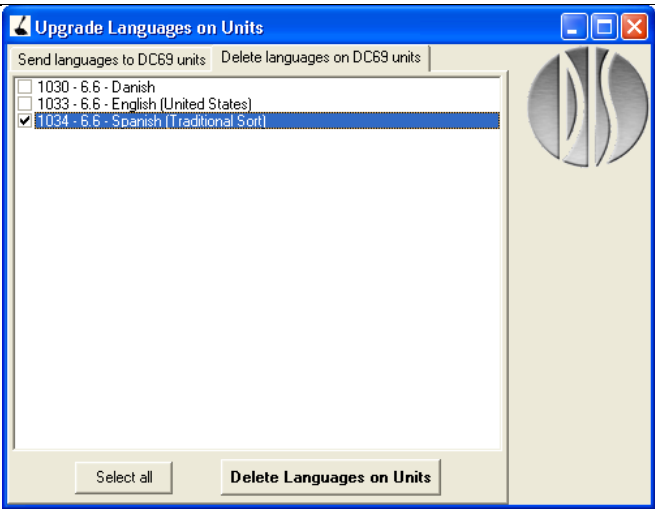 Upgrade Languages on Units
Send languages to DC69 units
Delete languages on DC69 units
1030 - 6.6 - Danish
1033 - 6.6 - English (United States)
1034 - 6.6 - Spanish (Traditional Sort)
DIS
Select all
Delete Languages on Units